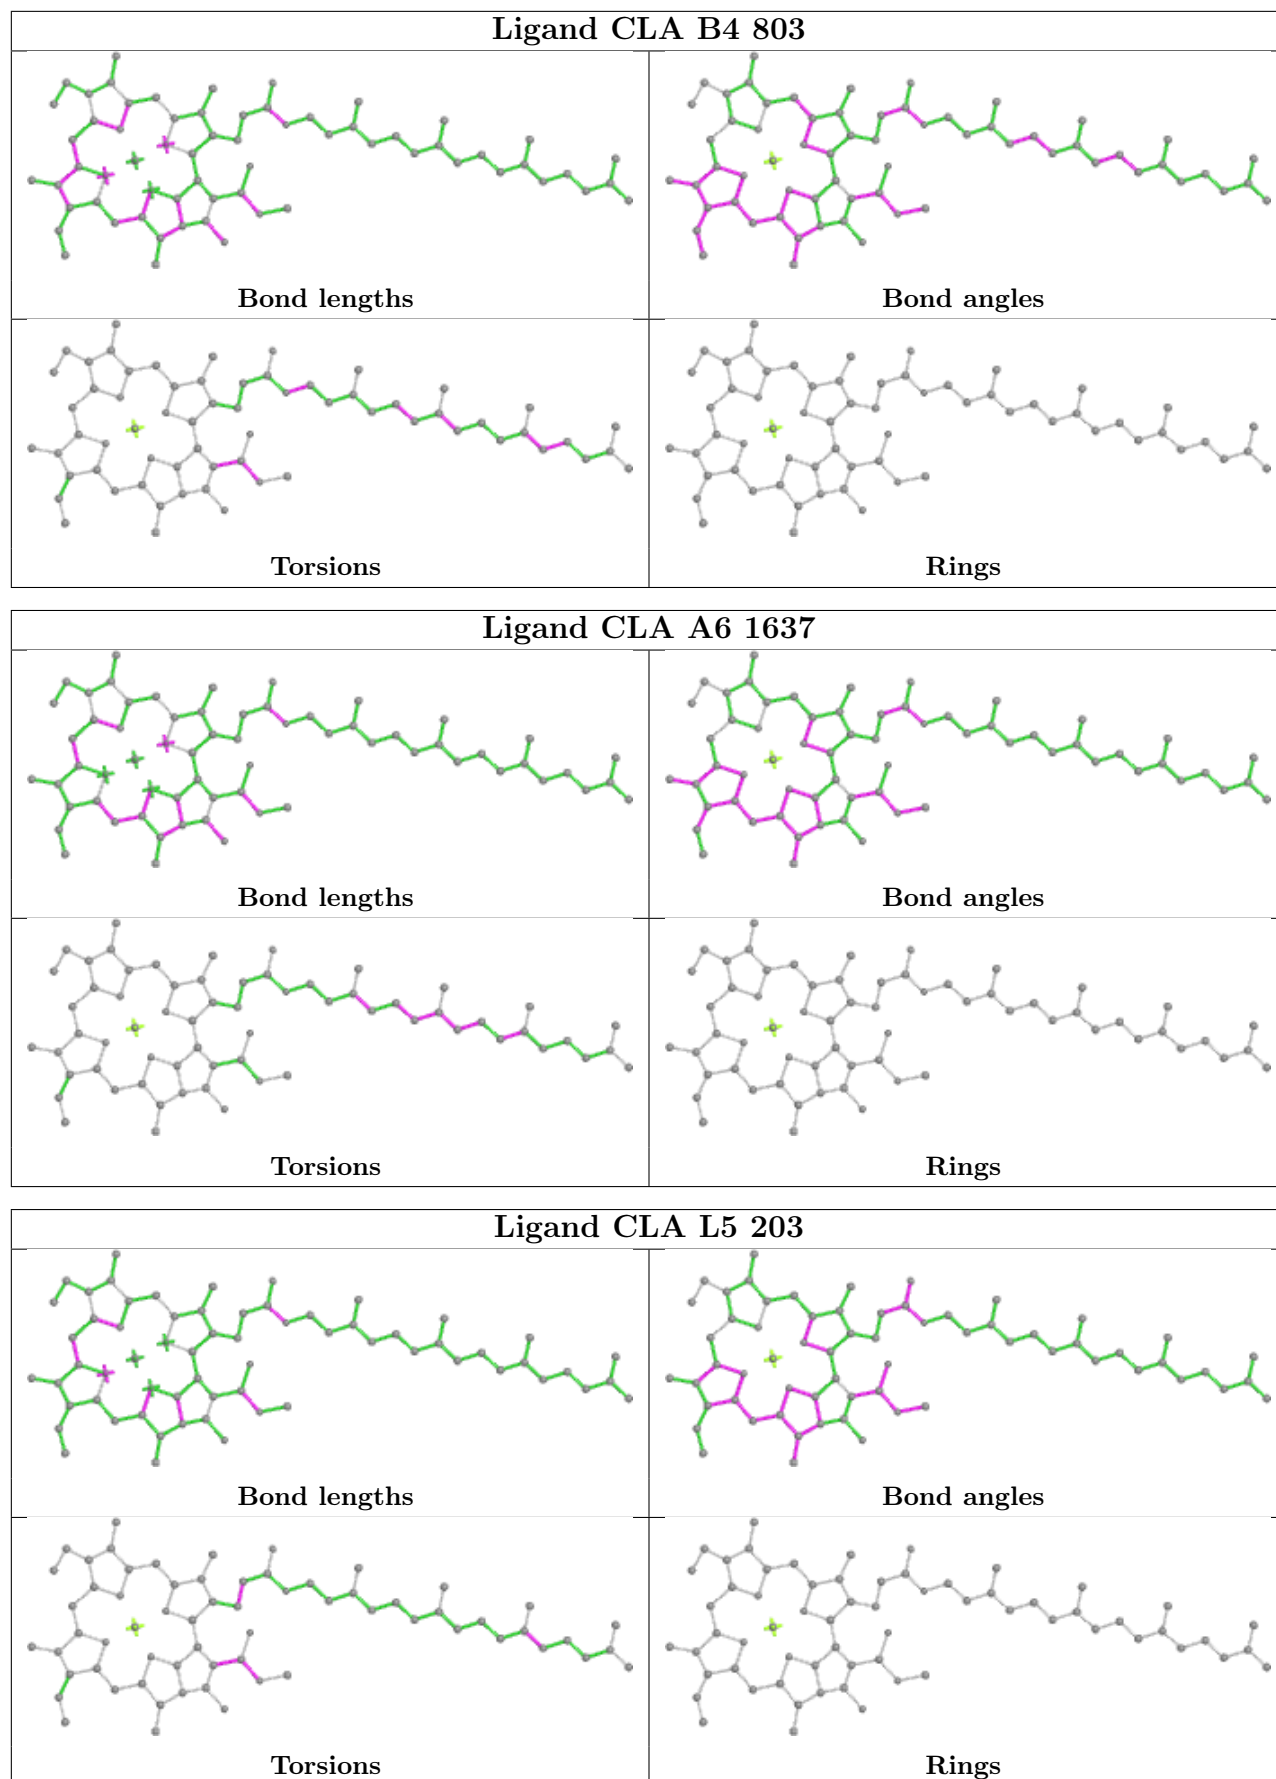 Ligand CLA B4 803
Bond lengths
Bond angles
Torsions
Rings
Ligand CLA A6 1637
Bond lengths
Bond angles
Torsions
Rings
Ligand CLA L5 203
Bond lengths
Bond angles
Torsions
Rings